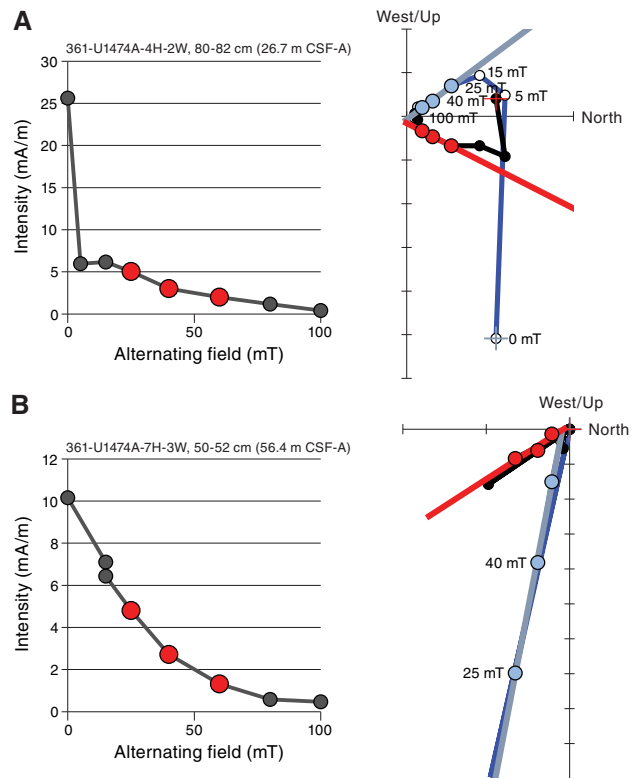 A
361-U1474A-4H-2W, 80-82 cm (26.7 m CSF-A)
30
25
20
15
10
5
0
Intensity (mA/m)
0
50
100
Alternating field (mT)
West/Up
15 mT
25 mT
5 mT
40 mT
100 mT
North
0 mT
B
361-U1474A-7H-3W, 50-52 cm (56.4 m CSF-A)
12
10
8
6
4
2
0
Intensity (mA/m)
0
50
100
Alternating field (mT)
West/Up
North
40 mT
25 mT